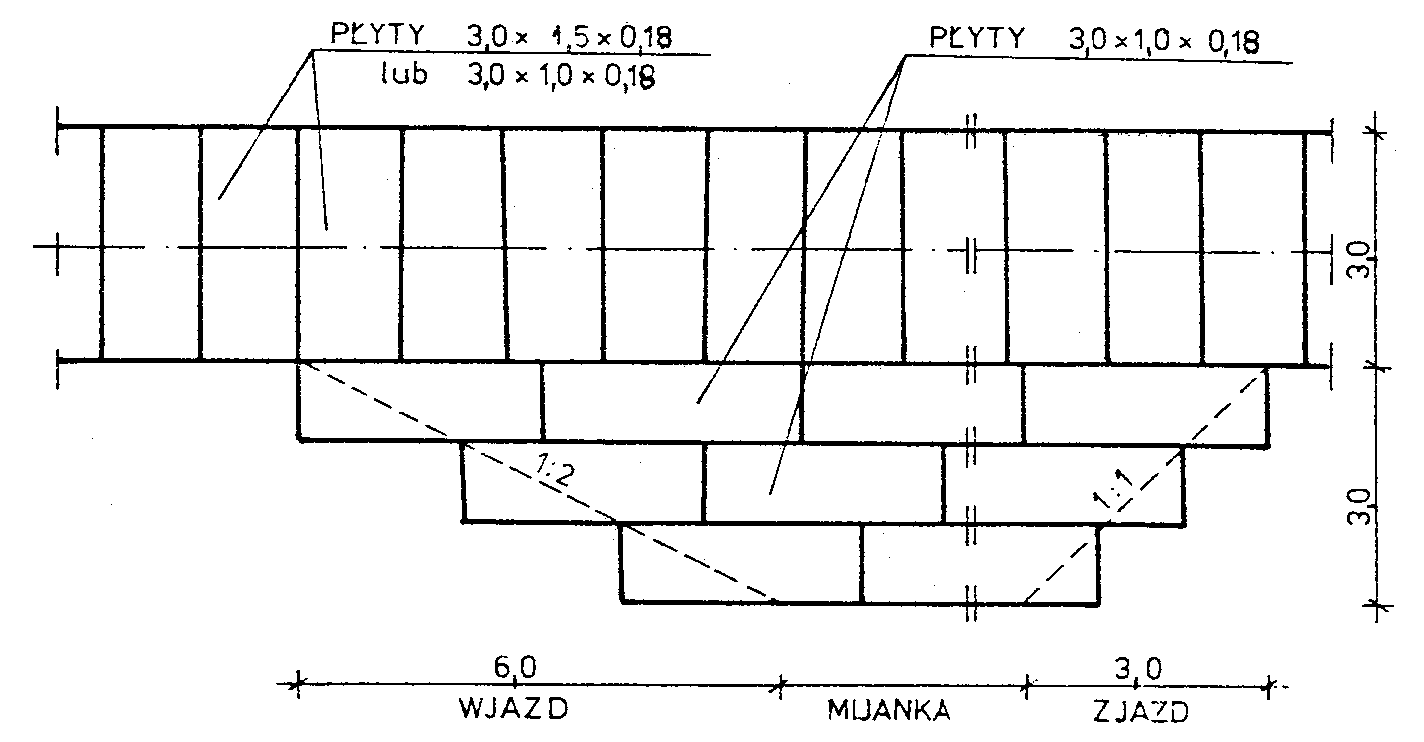 PŁYTY 3,0 × 1,5 × 0,18
lub 3,0 × 1,0 × 0,18
PŁYTY 3,0 × 1,0 × 0,18
3,0
1:2
1:1
3,0
6,0
3,0
WJAZD
MIJANKA
ZJAZD